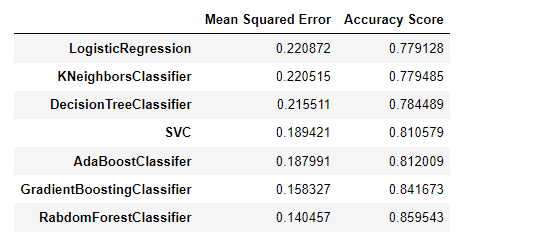 Mean Squared Error Accuracy Score
LogisticRegression 0.220872 0.779128
KNeighborsClassifier 0.220515 0.779485
DecisionTreeClassifier 0.215511 0.784489
SVC 0.189421 0.810579
AdaBoostClassifer 0.187991 0.812009
GradientBoostingClassifier 0.158327 0.841673
RabdomForestClassifier 0.140457 0.859543